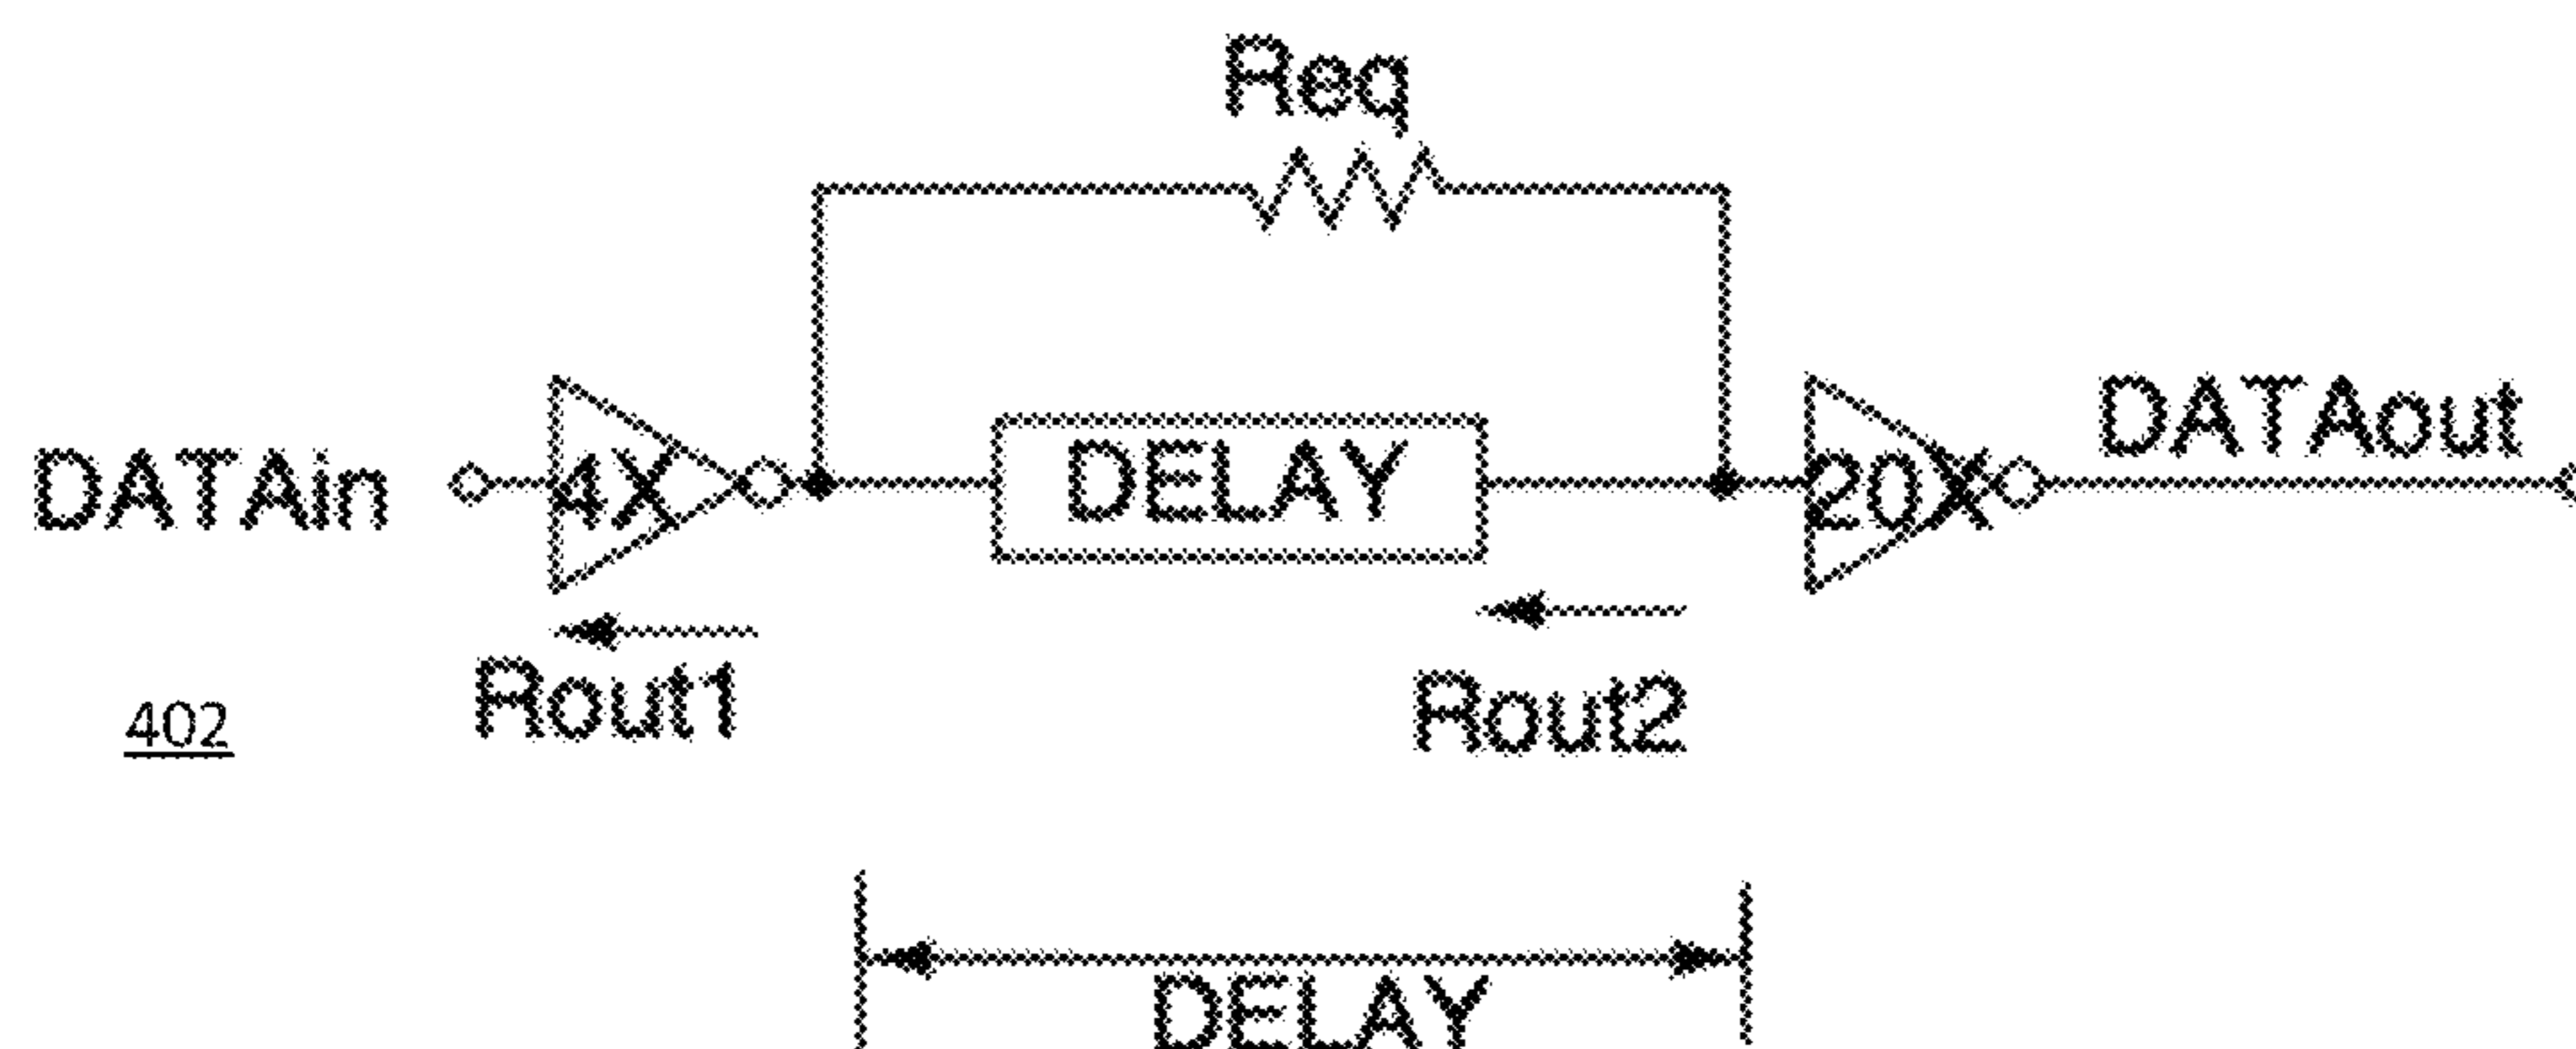 Req
DATAin
4X
DELAY
20X
DATAout
Rout1
Rout2
402
DELAY